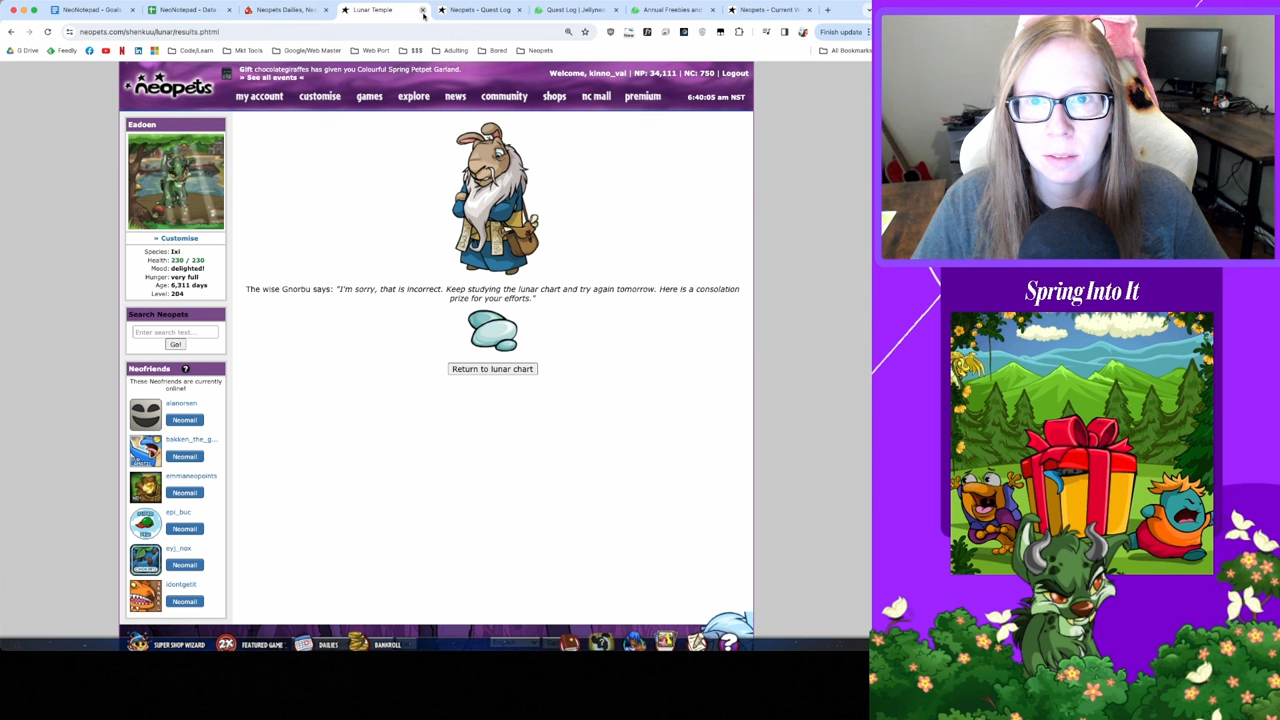 NeoNotepad - Goals
NeoNotepad - Data
Neopets Dailies, Neo
Lunar Temple
Neopets - Quest Log
Quest Log | Jellyneo
Annual Freebies and
Neopets - Current W
neopets.com/shenkuu/lunar/results.phtml
Finish update
G Drive
Feedly
Code/Learn
Mkt Tools
Google/Web Master
Web Port
$$$
Adulting
Bored
Neopets
All Bookmarks
neopets
Gift chocolategiraffes has given you Colourful Spring Petpet Garland.
» See all events «
Welcome, kinno_val | NP: 34,111 | NC: 750 | Logout
my account
customise
games
explore
news
community
shops
nc mall
premium
6:40:05 am NST
Eadoen
» Customise
Species: Ixi
Health: 230 / 230
Mood: delighted!
Hunger: very full
Age: 6,311 days
Level: 204
Search Neopets
Enter search text...
Go!
Neofriends ?
These Neofriends are currently
online!
alanorsen
Neomail
bakken_the_g...
Neomail
emmaneopoints
Neomail
epi_buc
Neomail
eyj_nox
Neomail
idontgetit
Neomail
The wise Gnorbu says: "I'm sorry, that is incorrect. Keep studying the lunar chart and try again tomorrow. Here is a consolation
prize for your efforts."
Return to lunar chart
SUPER SHOP WIZARD
2X
FEATURED GAME
DAILIES
BANKROLL
?
Spring Into It